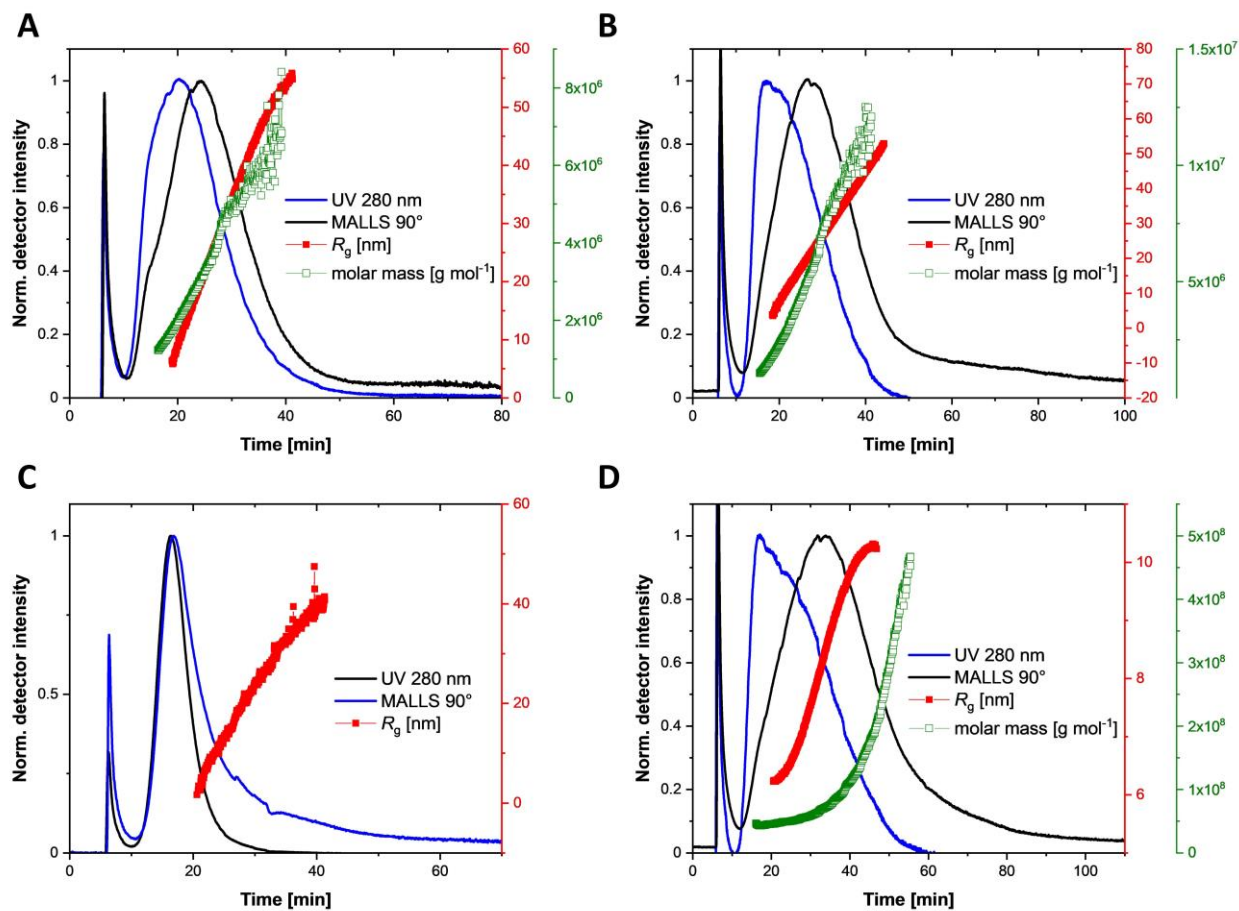 A
Norm. detector intensity
1
0.8
0.6
0.4
0.2
0
0 20 40 60 80
Time [min]
60
50
40
30
20
10
0
8x10⁶
6x10⁶
4x10⁶
2x10⁶
0
UV 280 nm
MALLS 90°
Rg [nm]
molar mass [g mol⁻¹]
B
Norm. detector intensity
1
0.8
0.6
0.4
0.2
0
0 20 40 60 80 100
Time [min]
80
70
60
50
40
30
20
10
0
-10
-20
1.5x10⁷
1x10⁷
5x10⁶
UV 280 nm
MALLS 90°
Rg [nm]
molar mass [g mol⁻¹]
C
Norm. detector intensity
1
0.5
0
0 20 40 60
Time [min]
60
40
20
0
UV 280 nm
MALLS 90°
Rg [nm]
D
Norm. detector intensity
1
0.8
0.6
0.4
0.2
0
0 20 40 60 80 100
Time [min]
10
8
6
5x10⁸
4x10⁸
3x10⁸
2x10⁸
1x10⁸
0
UV 280 nm
MALLS 90°
Rg [nm]
molar mass [g mol⁻¹]